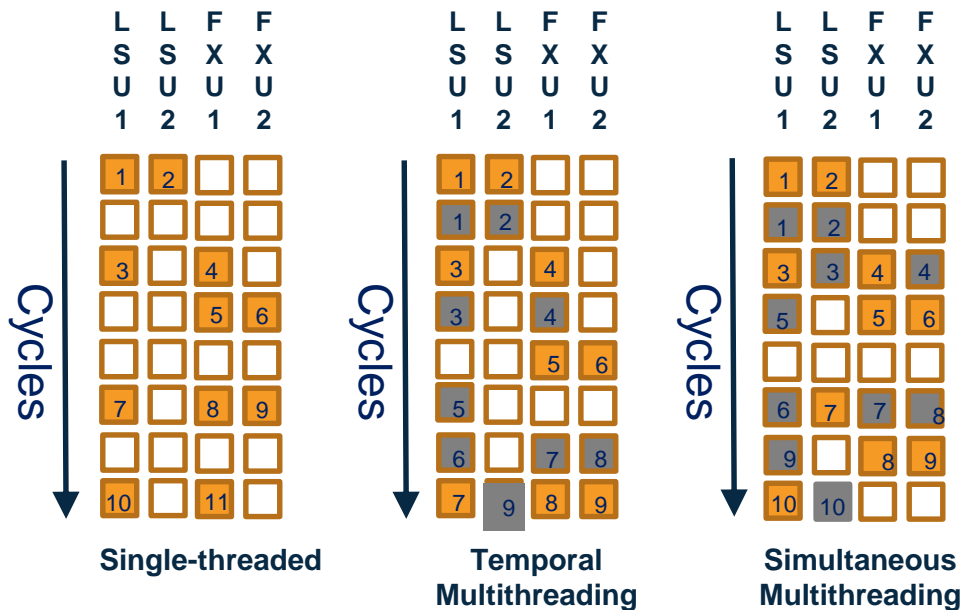 L L F F L L F F L L F F
S S X X S S X X S S X X
U U U U U U U U U U U U
1 2 1 2 1 2 1 2 1 2 1 2
1 2 1 2 1 2
1 2 1 2
3 4 3 4 3 3 4 4
5 6 3 4 5 5 6
5 6
7 8 9 5 6 7 7 8
6 7 8 9 8 9
10 11 7 9 8 9 10 10
Cycles Cycles Cycles
Single-threaded Temporal Simultaneous
Multithreading Multithreading